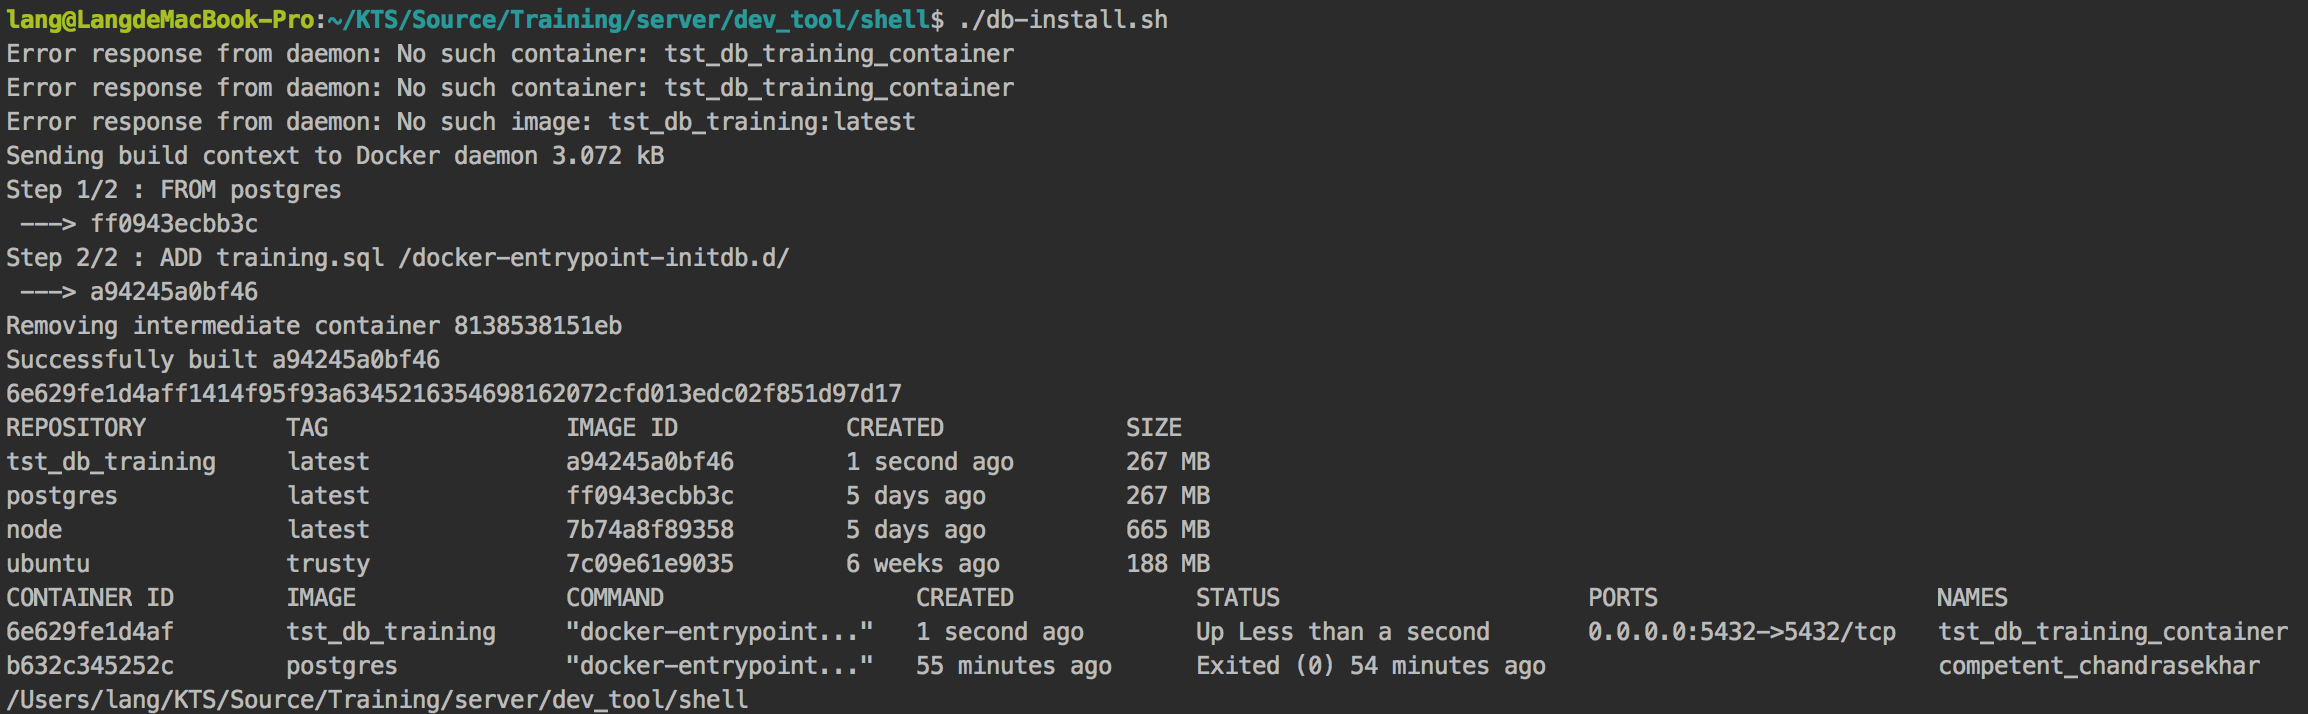 lang@LangdeMacBook-Pro:~/KTS/Source/Training/server/dev_tool/shell$ ./db-install.sh
Error response from daemon: No such container: tst_db_training_container
Error response from daemon: No such container: tst_db_training_container
Error response from daemon: No such image: tst_db_training:latest
Sending build context to Docker daemon 3.072 kB
Step 1/2 : FROM postgres
 ---> ff0943ecbb3c
Step 2/2 : ADD training.sql /docker-entrypoint-initdb.d/
 ---> a94245a0bf46
Removing intermediate container 8138538151eb
Successfully built a94245a0bf46
6e629fe1d4aff1414f95f93a6345216354698162072cfd013edc02f851d97d17
REPOSITORY          TAG                 IMAGE ID            CREATED             SIZE
tst_db_training     latest              a94245a0bf46        1 second ago        267 MB
postgres            latest              ff0943ecbb3c        5 days ago          267 MB
node                latest              7b74a8f89358        5 days ago          665 MB
ubuntu              trusty              7c09e61e9035        6 weeks ago         188 MB
CONTAINER ID        IMAGE               COMMAND                  CREATED             STATUS                      PORTS                    NAMES
6e629fe1d4af        tst_db_training     "docker-entrypoint..."   1 second ago        Up Less than a second       0.0.0.0:5432->5432/tcp   tst_db_training_container
b632c345252c        postgres            "docker-entrypoint..."   55 minutes ago      Exited (0) 54 minutes ago                            competent_chandrasekhar
/Users/lang/KTS/Source/Training/server/dev_tool/shell